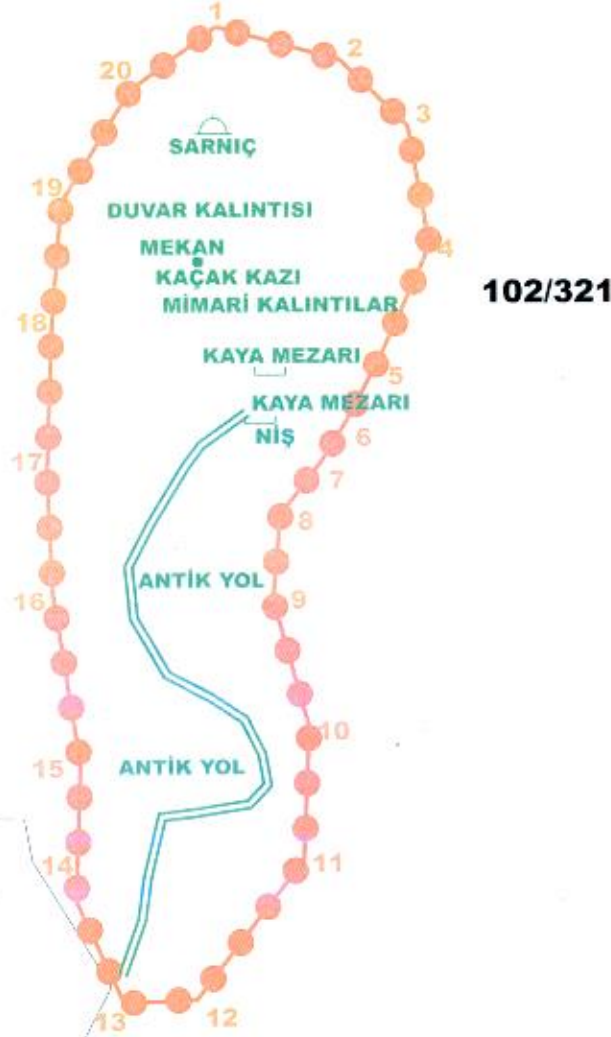 1
2
20
3
SARNIÇ
19
DUVAR KALINTISI
4
MEKAN
KAÇAK KAZI
102/321
MİMARİ KALINTILAR
18
KAYA MEZARI
5
KAYA MEZARI
6
NİŞ
17
7
8
ANTİK YOL
16
9
10
15
ANTİK YOL
14
11
12
13